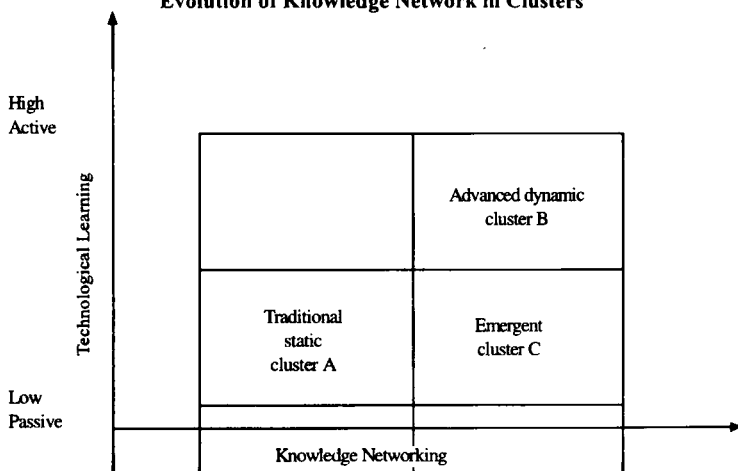 Evolution of Knowledge Network in Clusters
High
Active
Technological Learning
Advanced dynamic
cluster B
Traditional
static
cluster A
Emergent
cluster C
Low
Passive
Knowledge Networking